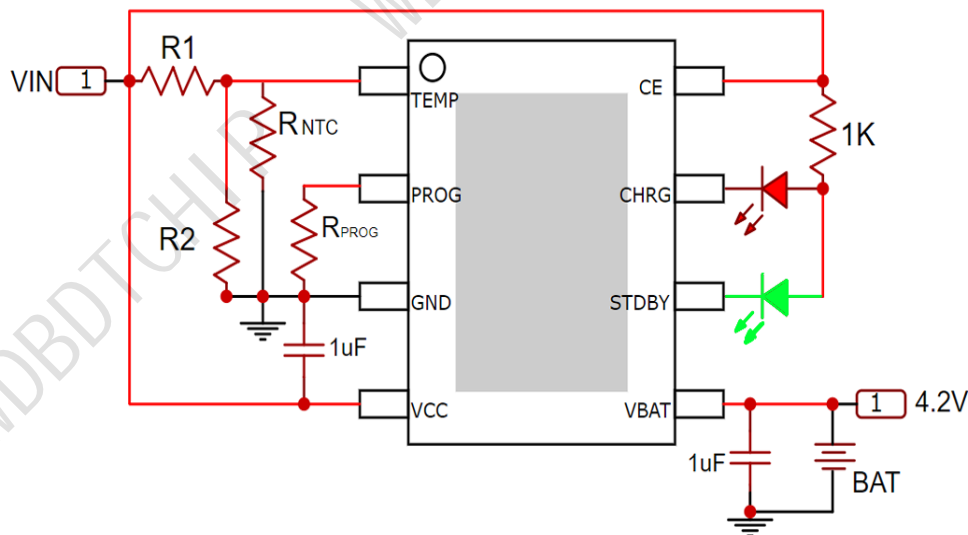 WDBDTCHIP
R1
VIN 1
TEMP
CE
RNTC
1K
PROG
CHRG
RPROG
R2
GND
STDBY
1uF
VCC
VBAT
1 4.2V
1uF
BAT